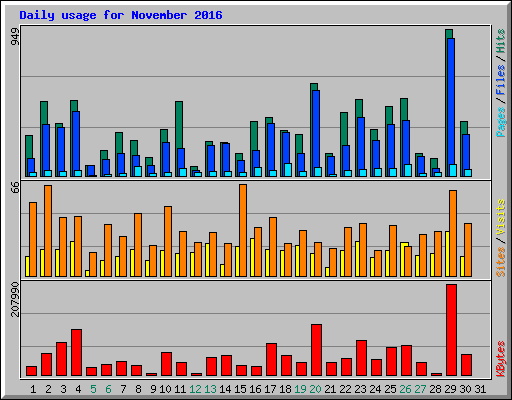 Daily usage for November 2016
949
Pages/Files/Hits
66
Sites/Visits
207990
KBytes
1 2 3 4 5 6 7 8 9 10 11 12 13 14 15 16 17 18 19 20 21 22 23 24 25 26 27 28 29 30 31